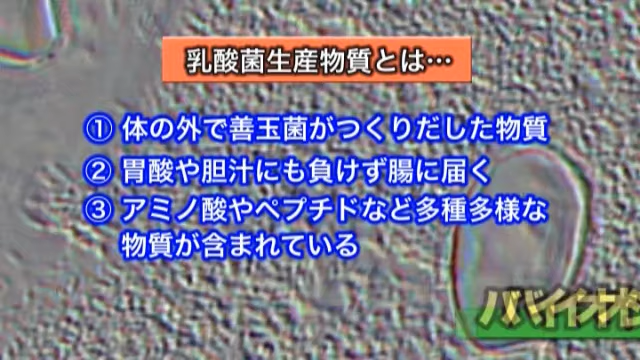 乳酸菌生産物質とは…
① 体の外で善玉菌がつくりだした物質
② 胃酸や胆汁にも負けず腸に届く
③ アミノ酸やペプチドなど多種多様な
物質が含まれている